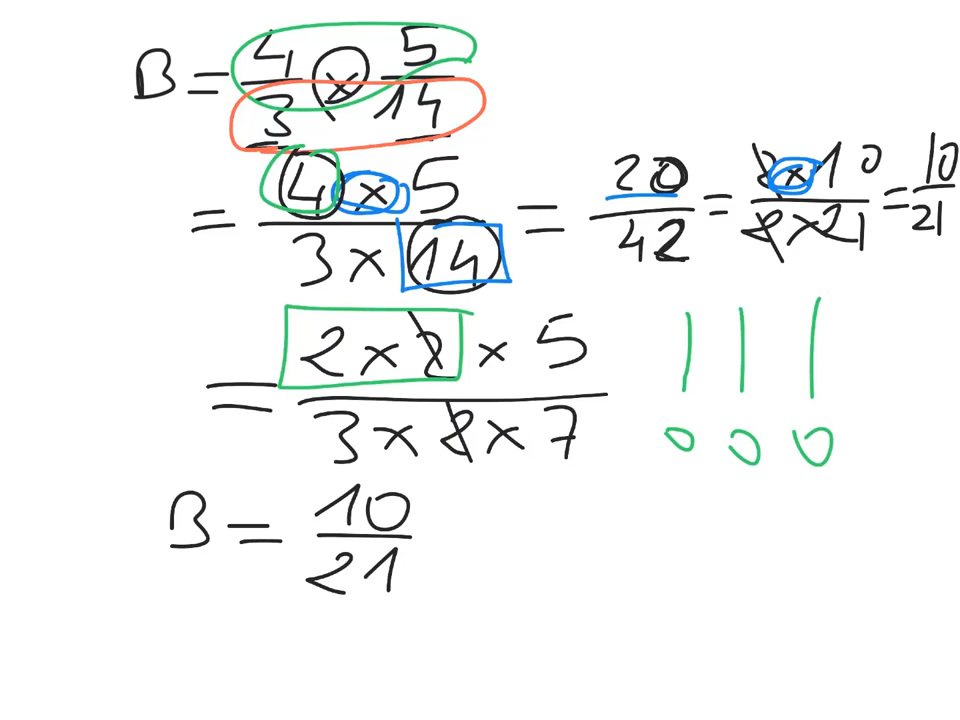 B = 4/3 × 5/14
= (4 × 5)/(3 × 14) = 20/42 = (2 × 10)/(2 × 21) = 10/21
= (2 × 2 × 5)/(3 × 2 × 7)
B = 10/21